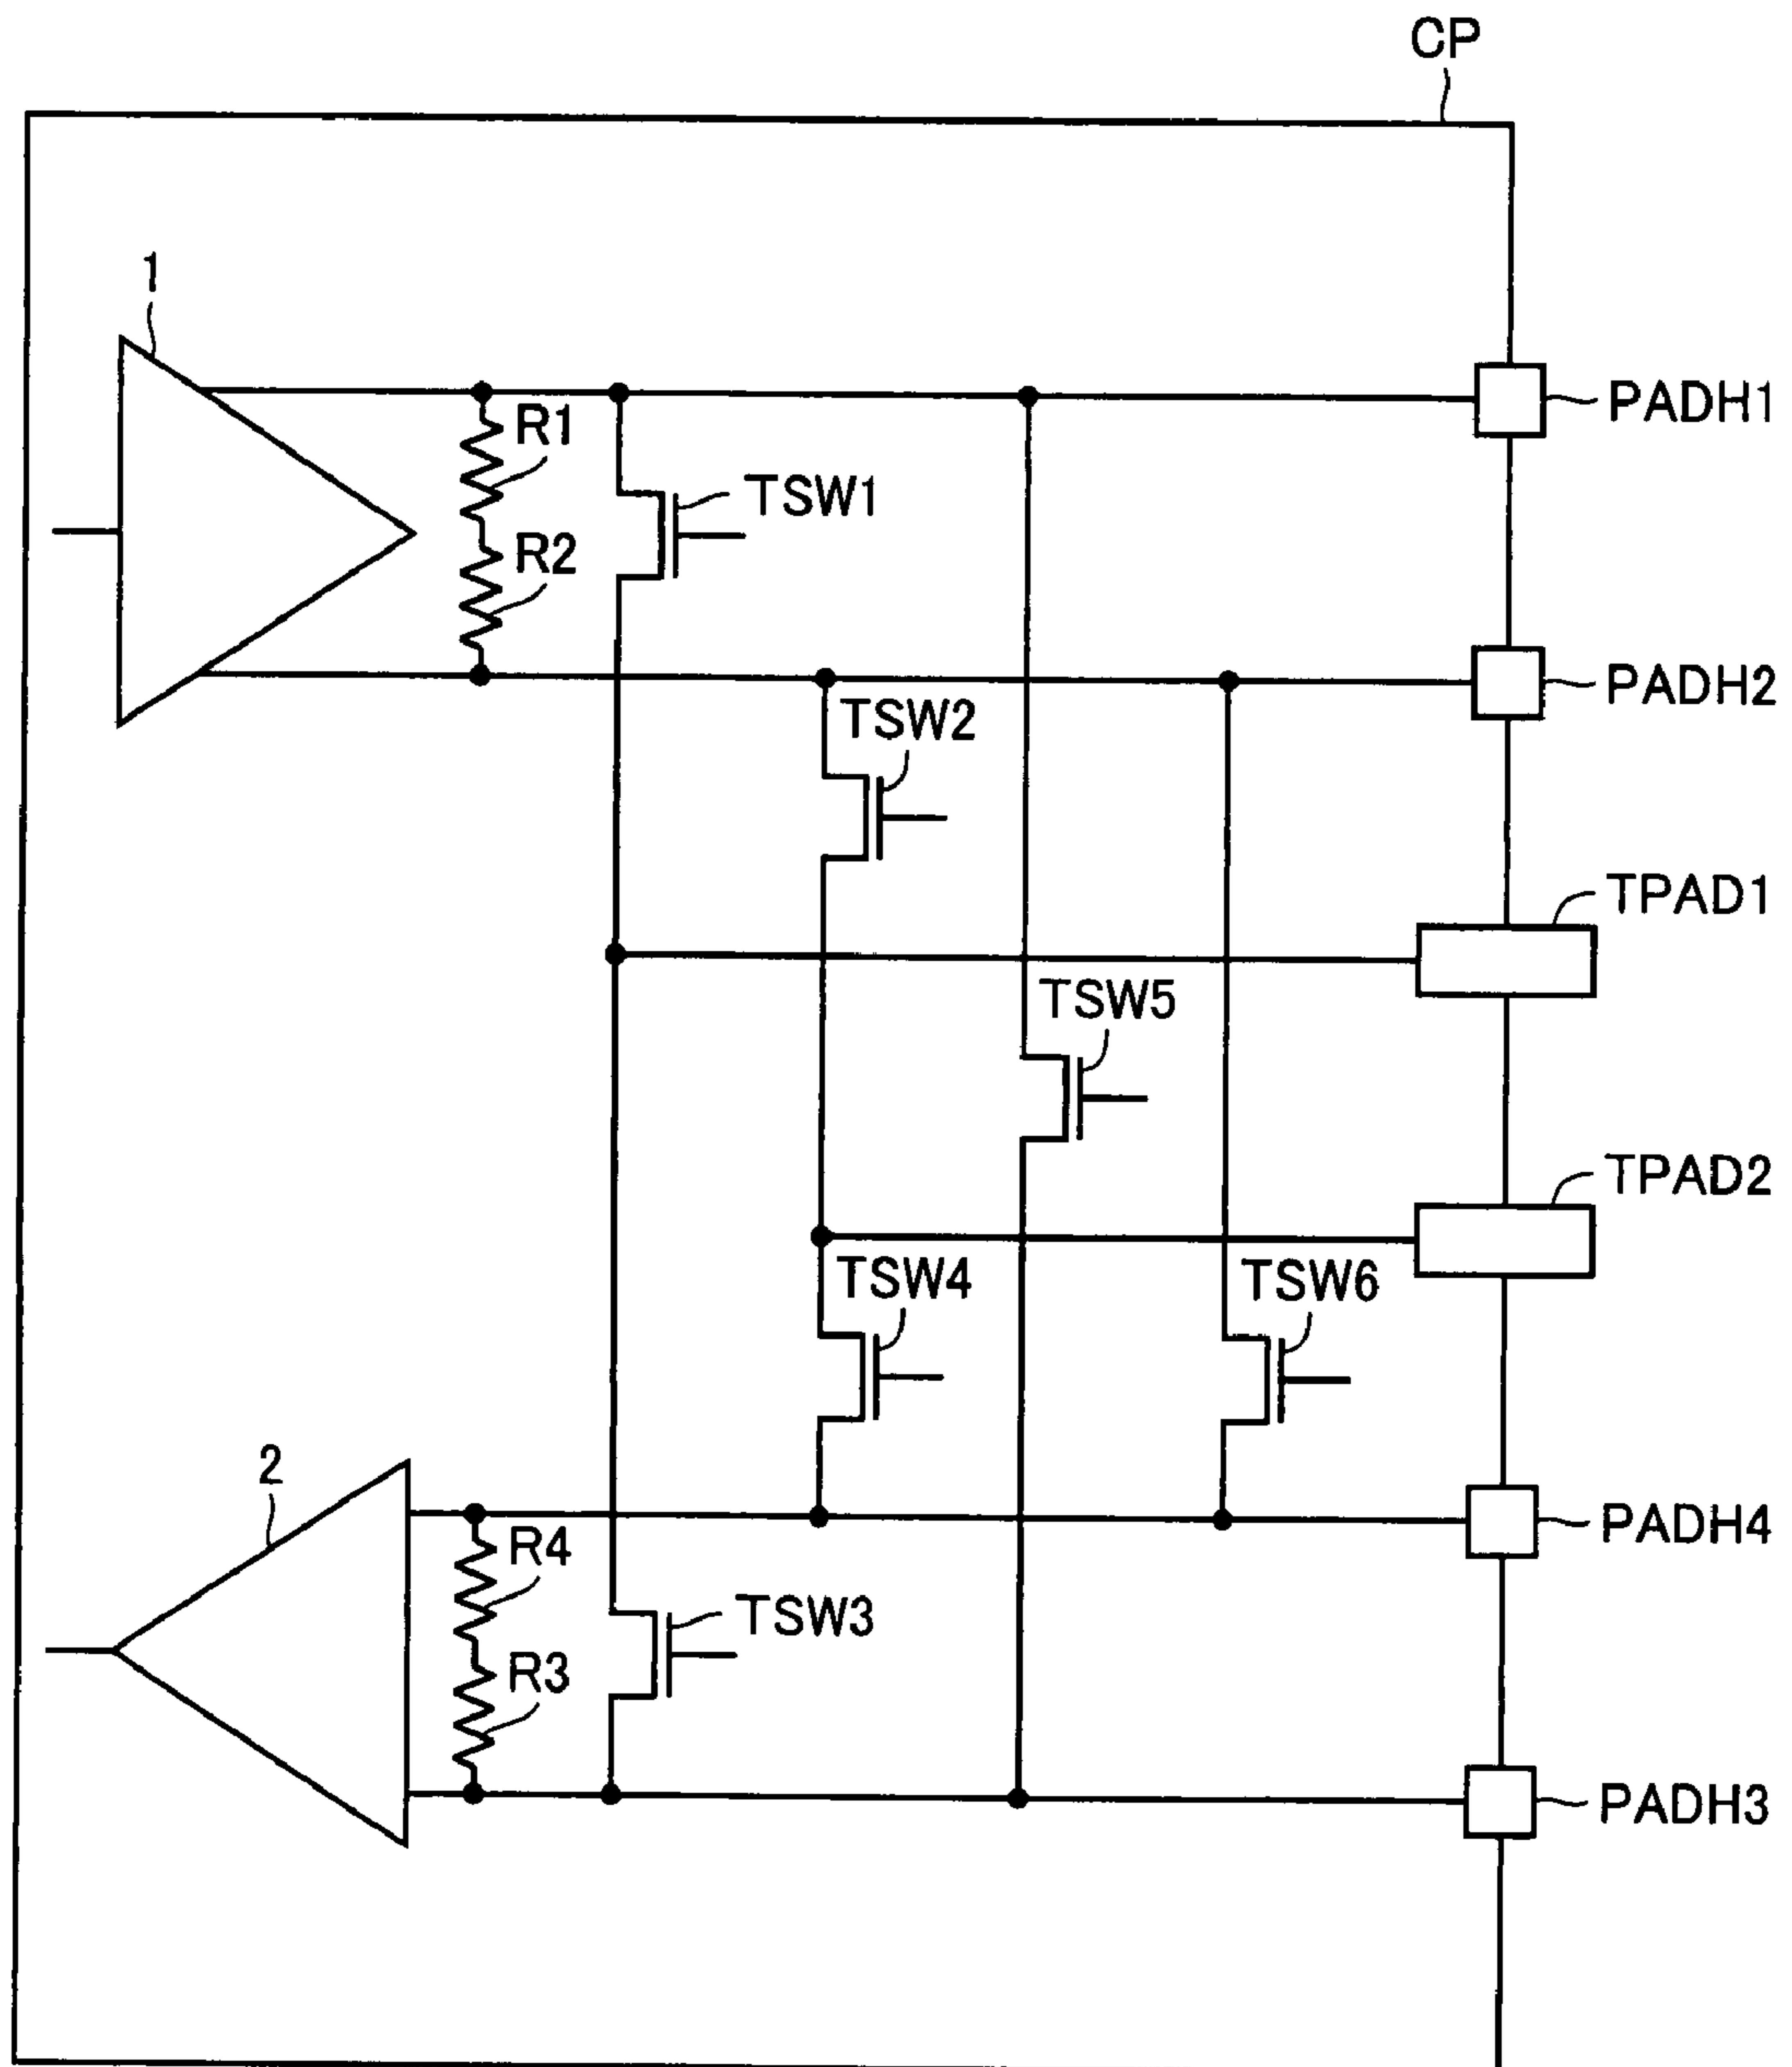 CP
1
PADH1
R1
TSW1
R2
PADH2
TSW2
TPAD1
TSW5
TPAD2
TSW4
TSW6
2
PADH4
R4
TSW3
R3
PADH3